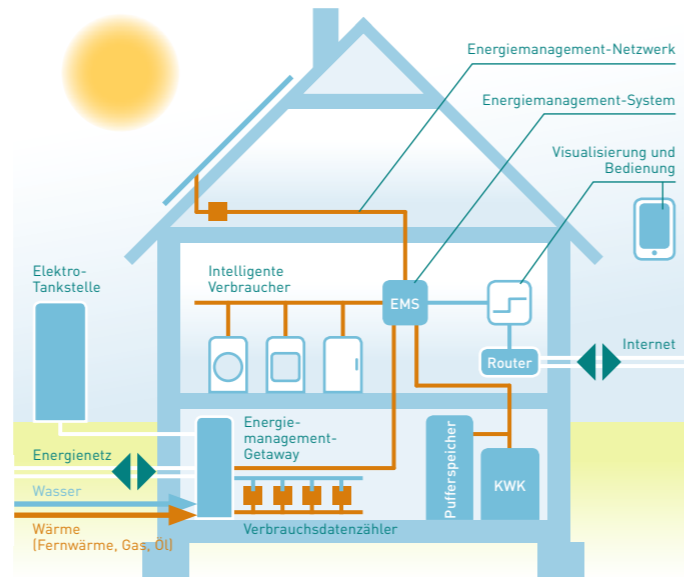 Energiemanagement-Netzwerk
Energiemanagement-System
Visualisierung und
Bedienung
Elektro-
Tankstelle
Intelligente
Verbraucher
EMS
Router
Internet
Energie-
management-
Getaway
Energienetz
Wasser
Wärme
(Fernwärme, Gas, Öl)
Verbrauchsdatenzähler
Pufferspeicher
KWK